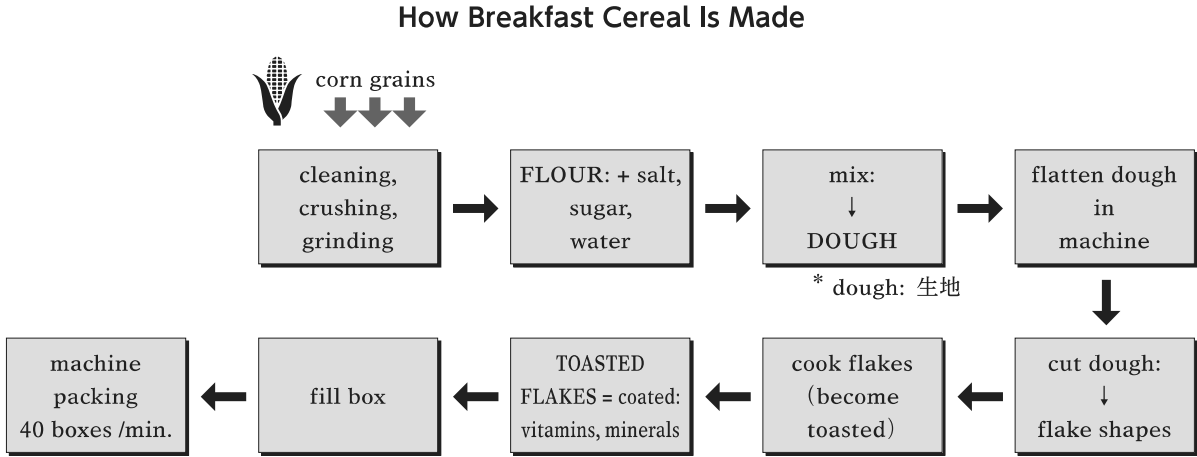 How Breakfast Cereal Is Made
corn grains
cleaning,
crushing,
grinding
FLOUR: + salt,
sugar,
water
mix:
↓
DOUGH
* dough: 生地
flatten dough
in
machine
cut dough:
↓
flake shapes
cook flakes
(become
toasted)
TOASTED
FLAKES = coated:
vitamins, minerals
fill box
machine
packing
40 boxes /min.